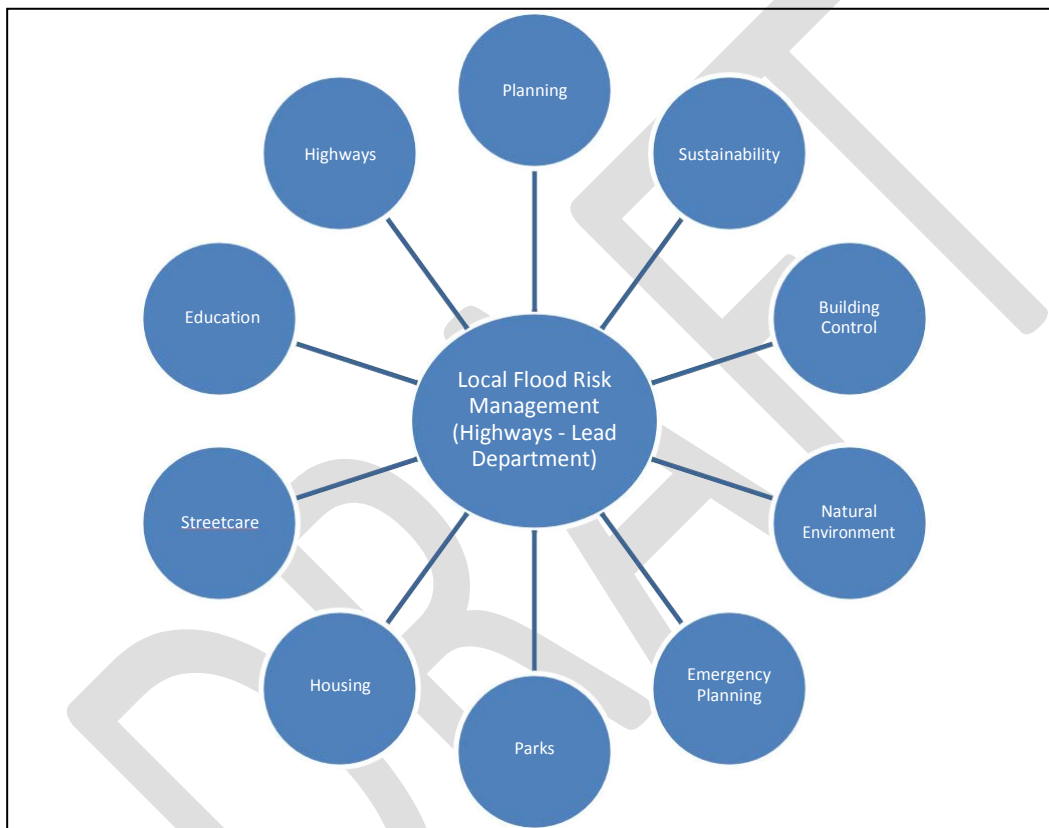 Planning
Sustainability
Building
Control
Natural
Environment
Emergency
Planning
Parks
Housing
Streetcare
Education
Highways
Local Flood Risk
Management
(Highways - Lead
Department)
DRAFT